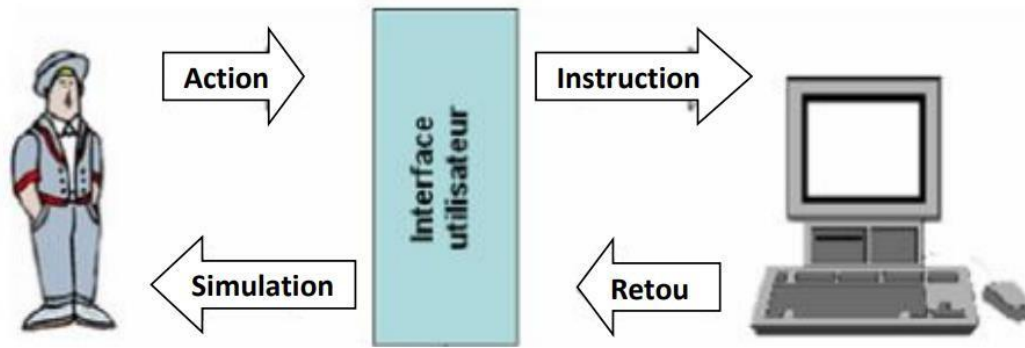 Action
Instruction
Interface
utilisateur
Simulation
Retou